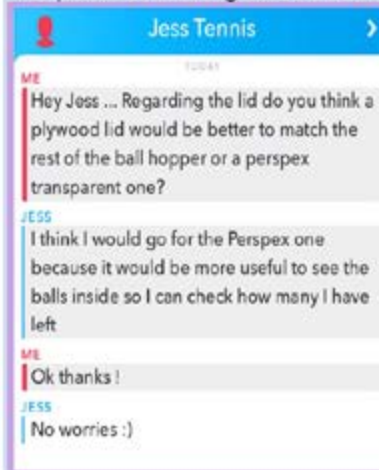 Jess Tennis
TODAY
ME
Hey Jess ... Regarding the lid do you think a
plywood lid would be better to match the
rest of the ball hopper or a perspex
transparent one?
JESS
I think I would go for the Perspex one
because it would be more useful to see the
balls inside so I can check how many I have
left
ME
Ok thanks !
JESS
No worries :)